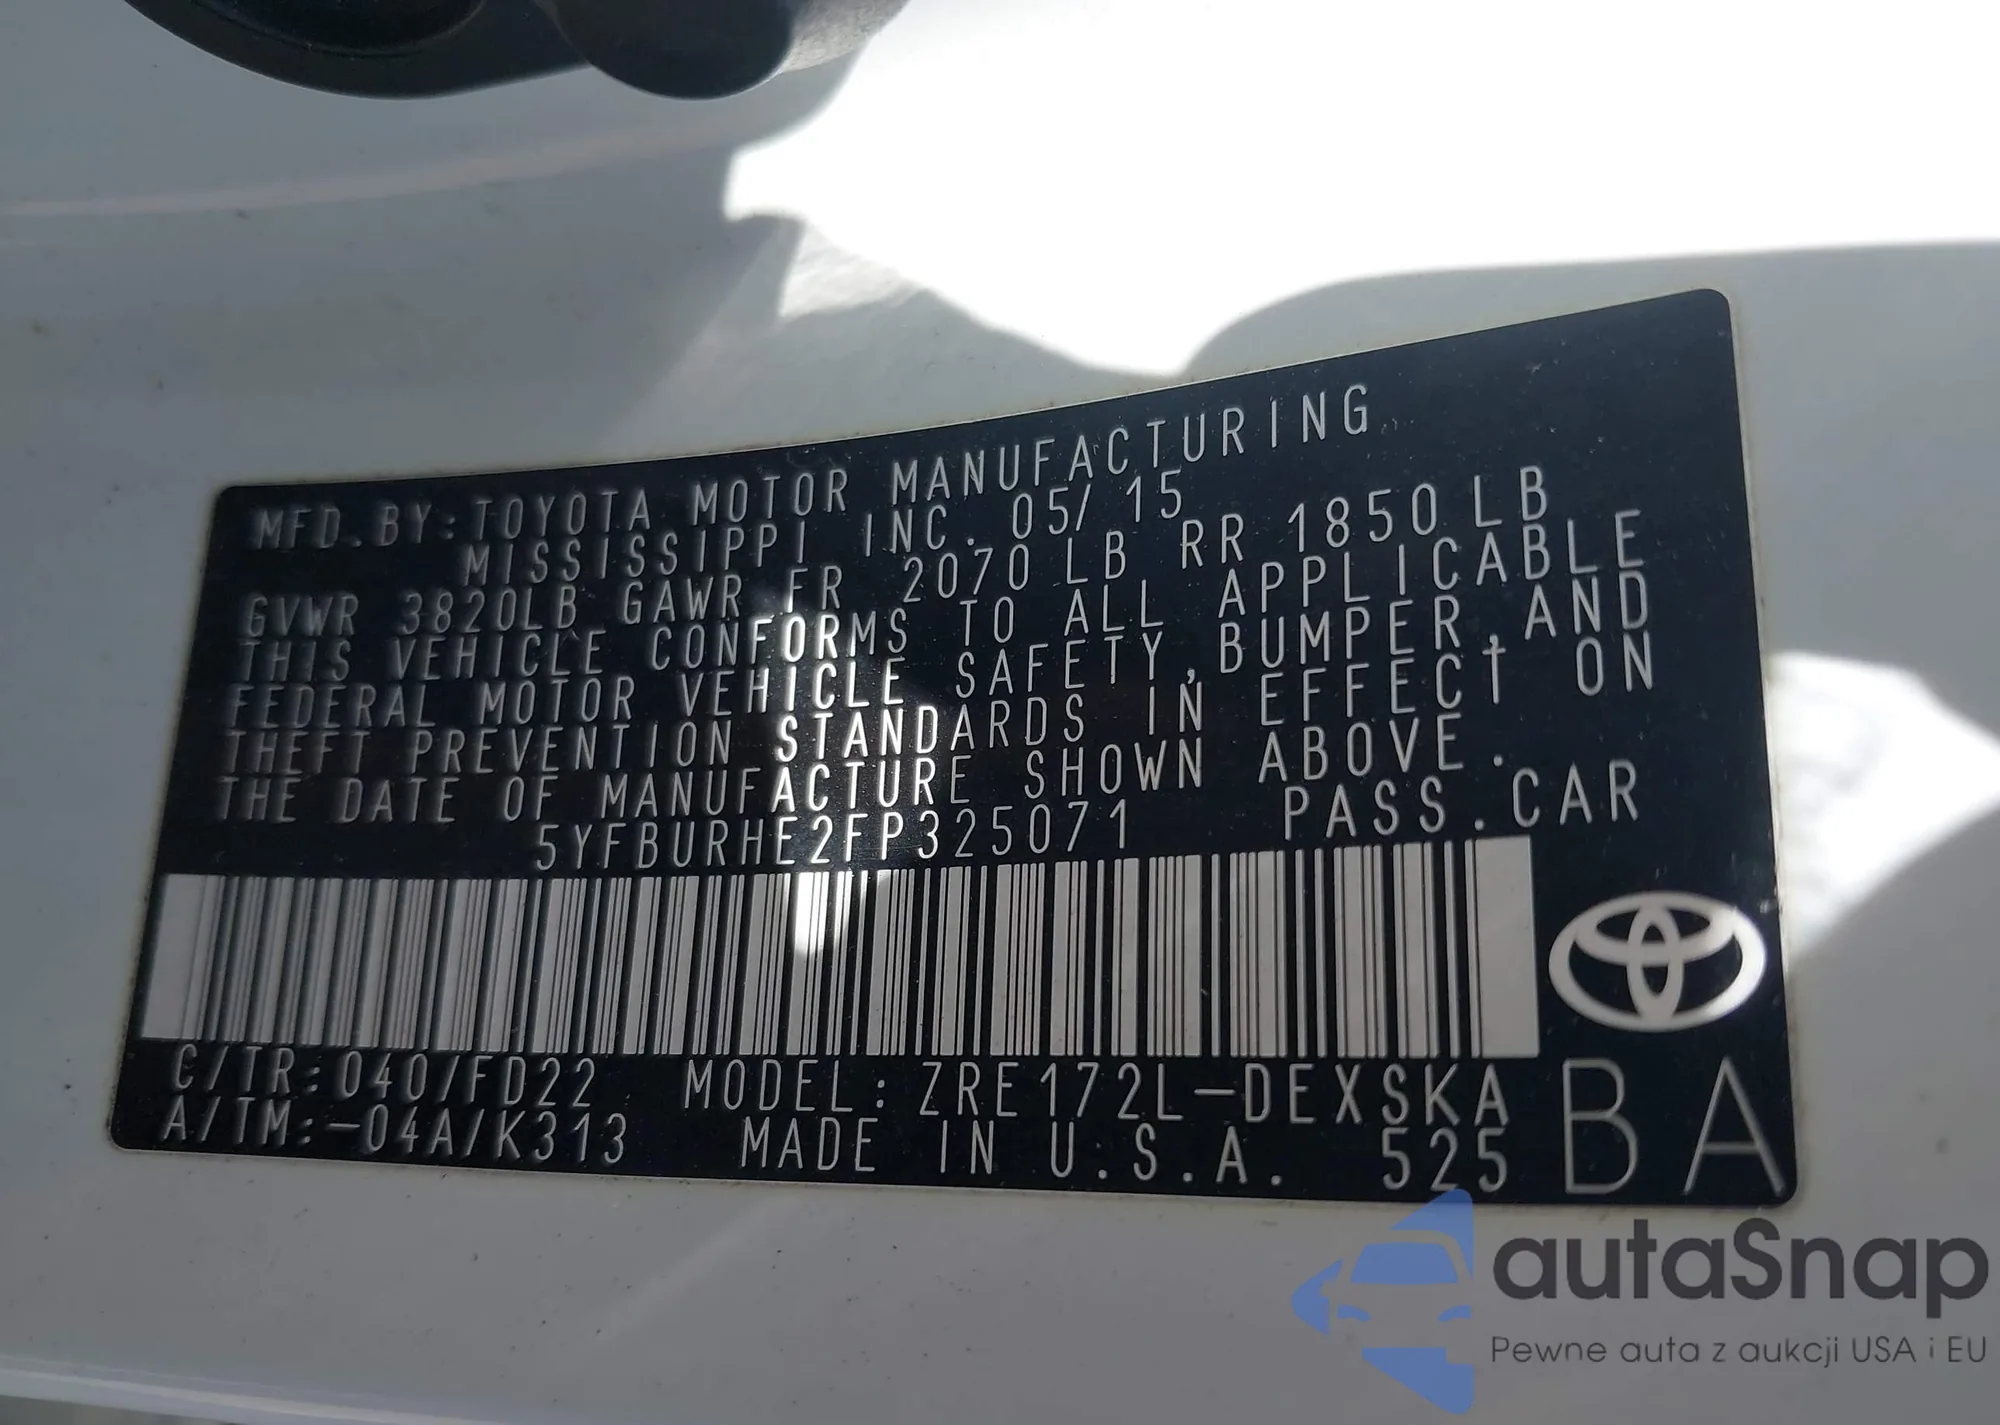 MFD.BY:TOYOTA MOTOR MANUFACTURING
MISSISSIPPI INC. 05/15
GVWR 3820LB GAWR FR 2070LB RR 1850LB
THIS VEHICLE CONFORMS TO ALL APPLICABLE
FEDERAL MOTOR VEHICLE SAFETY,BUMPER,AND
THEFT PREVENTION STANDARDS IN EFFECT ON
THE DATE OF MANUFACTURE SHOWN ABOVE.
5YFBURHE2FP325071 PASS.CAR
C/TR:040/FD22 MODEL:ZRE172L-DEXSKA
A/TM:-04A/K313 MADE IN U.S.A. 525
BA
autaSnap
Pewne auta z aukcji USA i EU